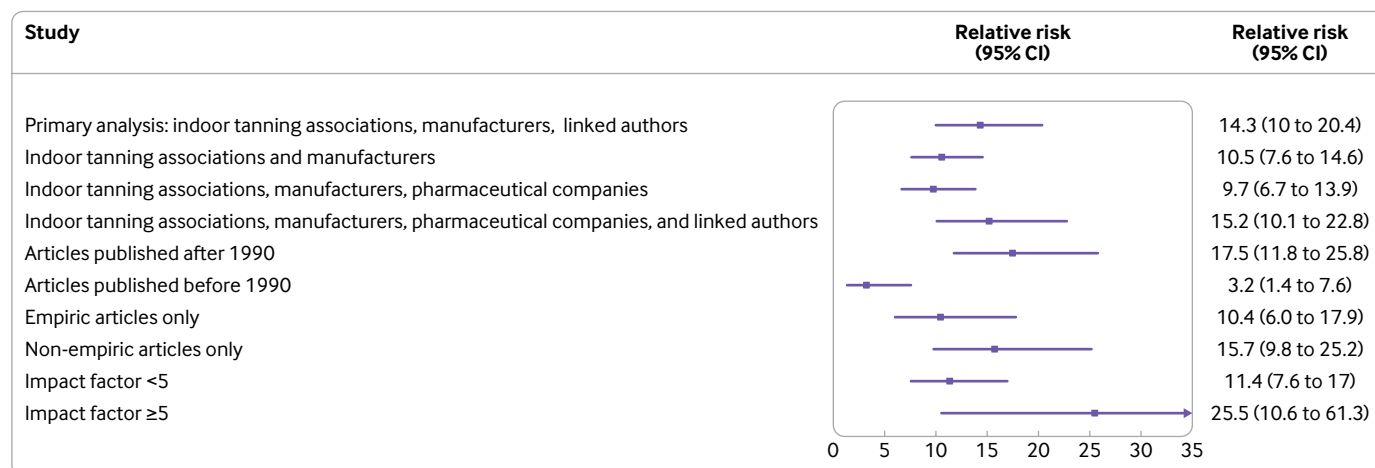 Study Relative risk Relative risk
(95% CI) (95% CI)
Primary analysis: indoor tanning associations, manufacturers, linked authors 14.3 (10 to 20.4)
Indoor tanning associations and manufacturers 10.5 (7.6 to 14.6)
Indoor tanning associations, manufacturers, pharmaceutical companies 9.7 (6.7 to 13.9)
Indoor tanning associations, manufacturers, pharmaceutical companies, and linked authors 15.2 (10.1 to 22.8)
Articles published after 1990 17.5 (11.8 to 25.8)
Articles published before 1990 3.2 (1.4 to 7.6)
Empiric articles only 10.4 (6.0 to 17.9)
Non-empiric articles only 15.7 (9.8 to 25.2)
Impact factor <5 11.4 (7.6 to 17)
Impact factor ≥5 25.5 (10.6 to 61.3)
0 5 10 15 20 25 30 35